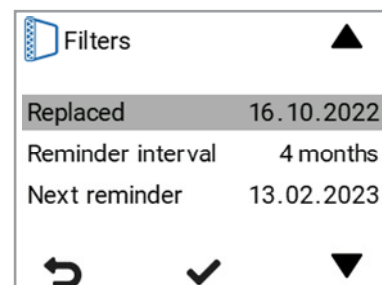 Filters
Replaced 16.10.2022
Reminder interval 4 months
Next reminder 13.02.2023